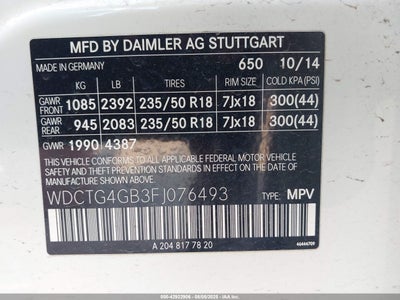 MFD BY DAIMLER AG STUTTGART
MADE IN GERMANY 650 10/14
KG LB TIRES RIM SIZE COLD KPA(PSI)
GAWR FRONT 1085 2392 235/50 R18 7Jx18 300(44)
GAWR REAR 945 2083 235/50 R18 7Jx18 300(44)
GVWR 1990 4387
THIS VEHICLE CONFORMS TO ALL APPLICABLE FEDERAL MOTOR
VEHICLE SAFETY, BUMPER, AND THEFT PREVENTION
STANDARDS IN EFFECT ON THE DATE OF MANUFACTURE
SHOWN ABOVE.
WDCTG4GB3FJ076493 TYPE: MPV
A 204 817 78 20